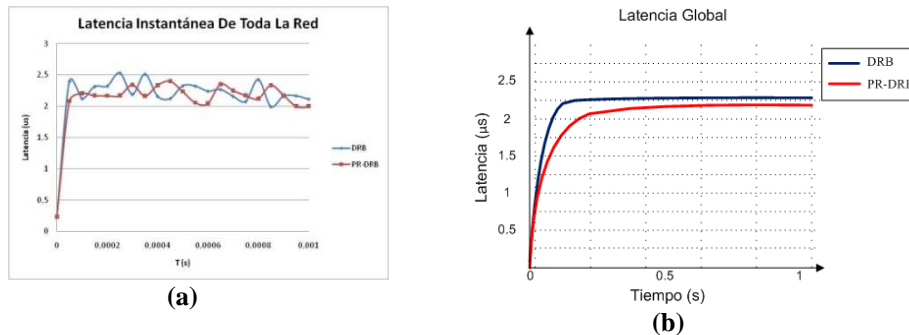 Latencia Instantánea De Toda La Red
3
2,5
2
1,5
1
0,5
0
Latencia (us)
0
0,0002
0,0004
0,0006
0,0008
0,001
T (s)
DRB
PR-DRB
(a)
Latencia Global
2.5
2
1.5
1
0.5
Latencia (µs)
0
0.5
1
Tiempo (s)
DRB
PR-DRB
(b)